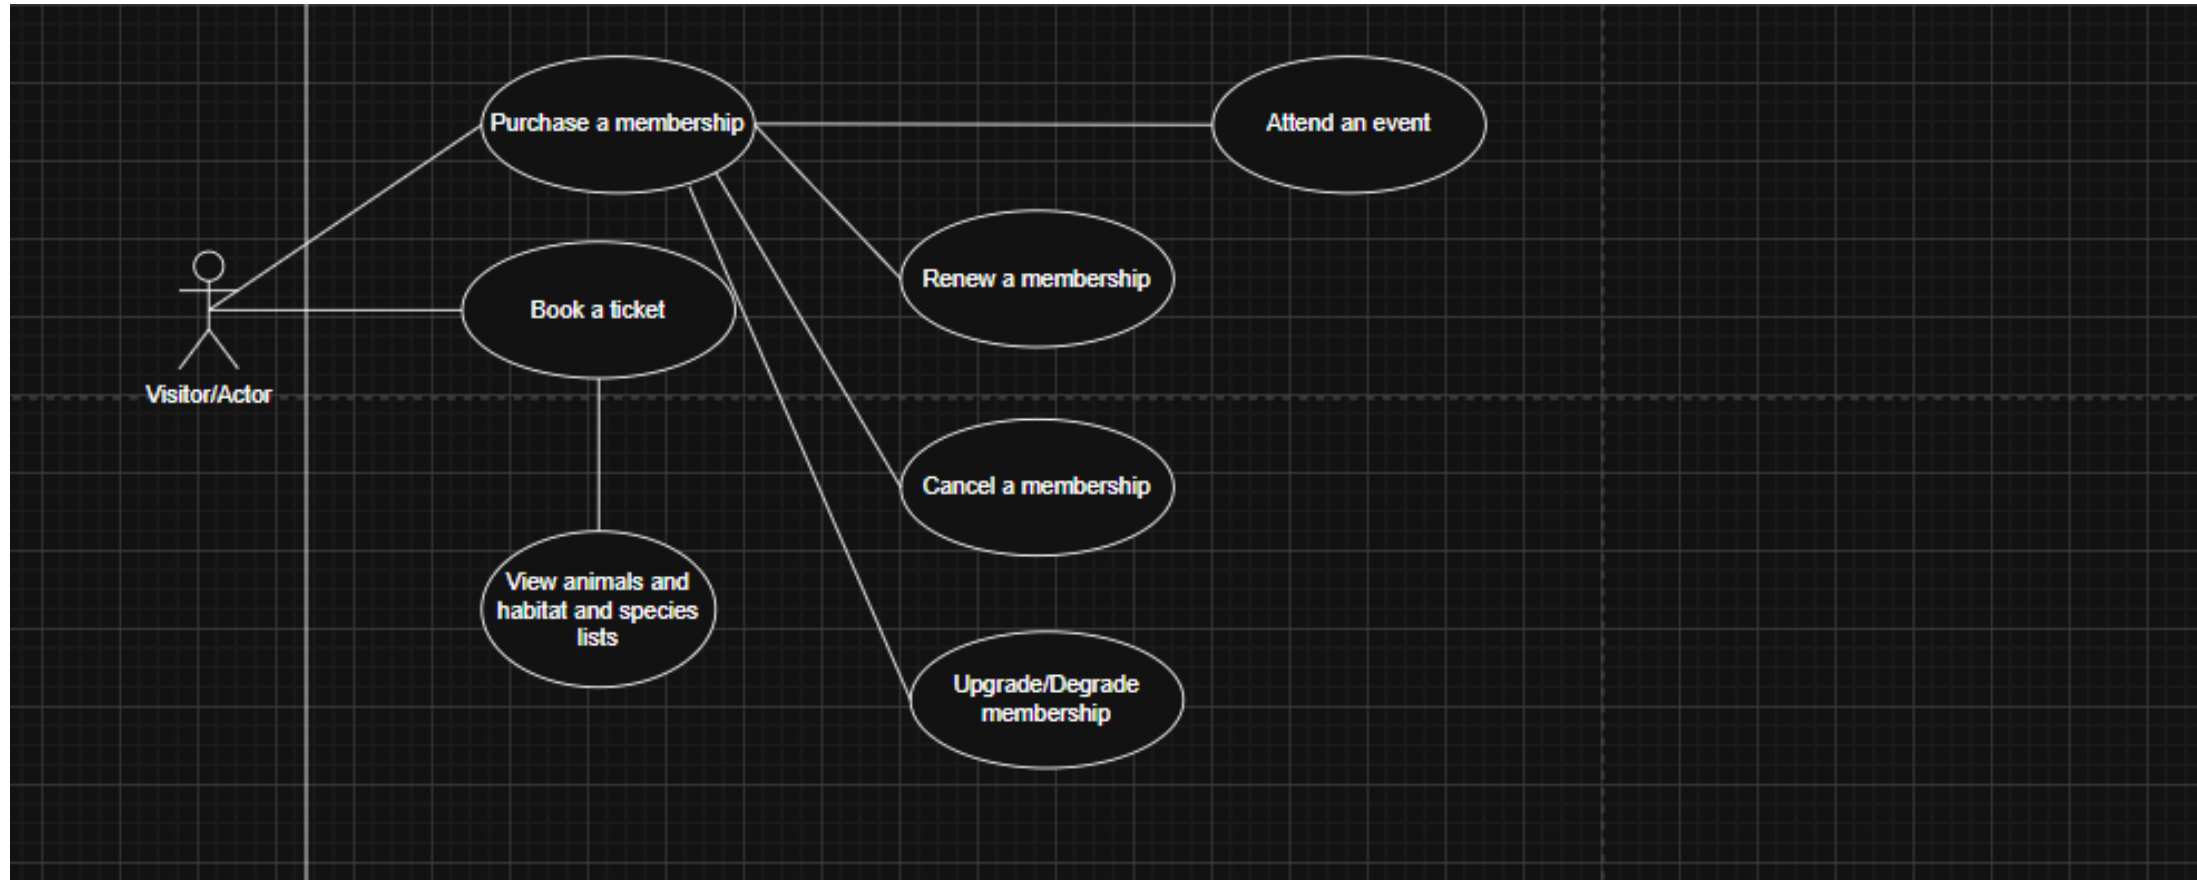 Purchase a membership
Attend an event
Renew a membership
Book a ticket
Visitor/Actor
Cancel a membership
View animals and
habitat and species
lists
Upgrade/Degrade
membership